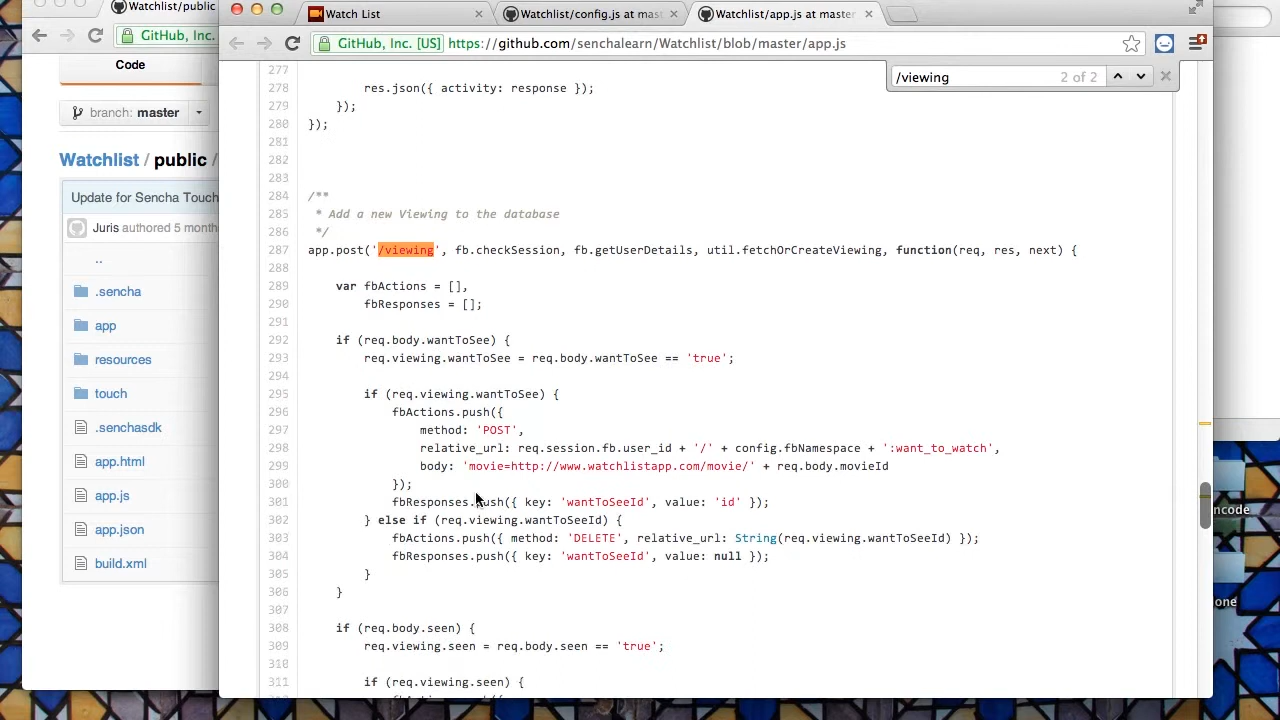 Watchlist/public
GitHub, Inc.
Code
branch: master
Watchlist / public /
Update for Sencha Touch
Juris authored 5 month
..
.sencha
app
resources
touch
.senchasdk
app.html
app.js
app.json
build.xml
Watch List
Watchlist/config.js at mas
Watchlist/app.js at master
GitHub, Inc. [US] https://github.com/senchalearn/Watchlist/blob/master/app.js
/viewing 2 of 2
277
278 res.json({ activity: response });
279 });
280 });
281
282
283
284 /**
285 * Add a new Viewing to the database
286 */
287 app.post('/viewing', fb.checkSession, fb.getUserDetails, util.fetchOrCreateViewing, function(req, res, next) {
288
289 var fbActions = [],
290 fbResponses = [];
291
292 if (req.body.wantToSee) {
293 req.viewing.wantToSee = req.body.wantToSee == 'true';
294
295 if (req.viewing.wantToSee) {
296 fbActions.push({
297 method: 'POST',
298 relative_url: req.session.fb.user_id + '/' + config.fbNamespace + ':want_to_watch',
299 body: 'movie=http://www.watchlistapp.com/movie/' + req.body.movieId
300 });
301 fbResponses.push({ key: 'wantToSeeId', value: 'id' });
302 } else if (req.viewing.wantToSeeId) {
303 fbActions.push({ method: 'DELETE', relative_url: String(req.viewing.wantToSeeId) });
304 fbResponses.push({ key: 'wantToSeeId', value: null });
305 }
306 }
307
308 if (req.body.seen) {
309 req.viewing.seen = req.body.seen == 'true';
310
311 if (req.viewing.seen) {
ncode
one